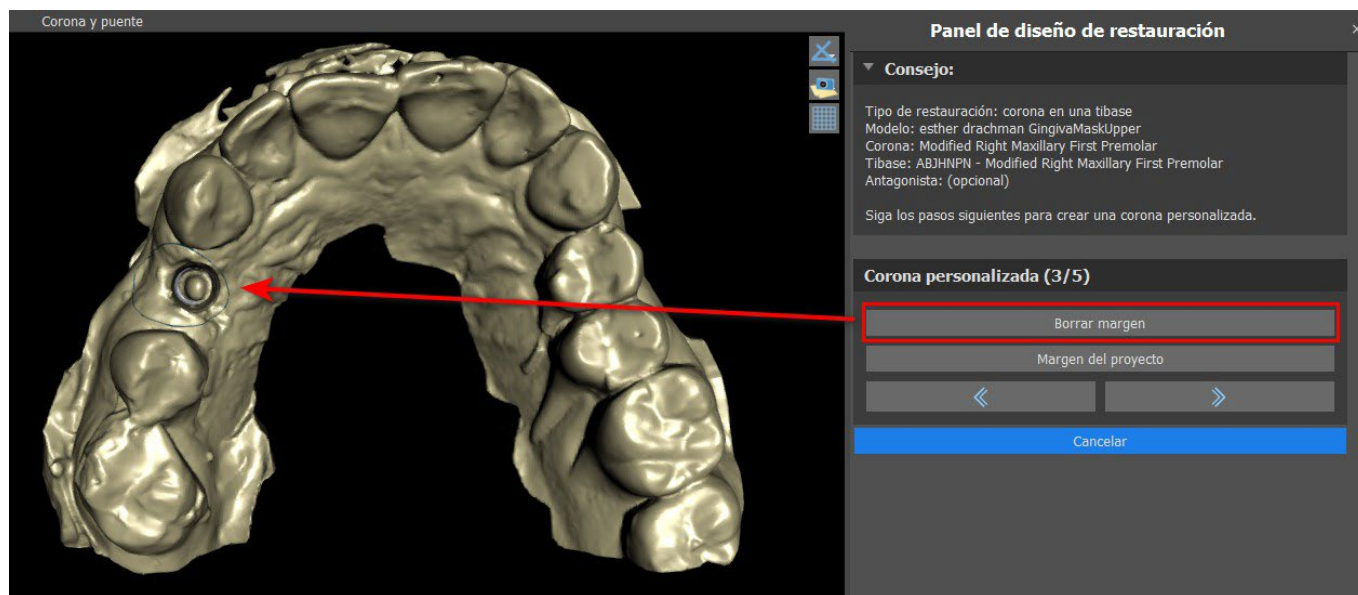 Corona y puente
Panel de diseño de restauración
Consejo:
Tipo de restauración: corona en una tibase
Modelo: esther drachman GingivaMaskUpper
Corona: Modified Right Maxillary First Premolar
Tibase: ABJHNPN - Modified Right Maxillary First Premolar
Antagonista: (opcional)
Siga los pasos siguientes para crear una corona personalizada.
Corona personalizada (3/5)
Borrar margen
Margen del proyecto
Cancelar